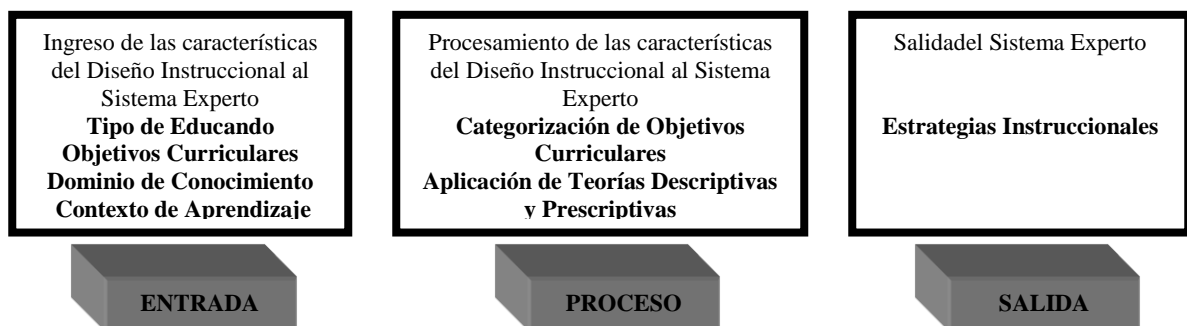 Ingreso de las características
del Diseño Instruccional al
Sistema Experto
Tipo de Educando
Objetivos Curriculares
Dominio de Conocimiento
Contexto de Aprendizaje
ENTRADA
Procesamiento de las características
del Diseño Instruccional al Sistema
Experto
Categorización de Objetivos
Curriculares
Aplicación de Teorías Descriptivas
y Prescriptivas
PROCESO
Salidadel Sistema Experto
Estrategias Instruccionales
SALIDA